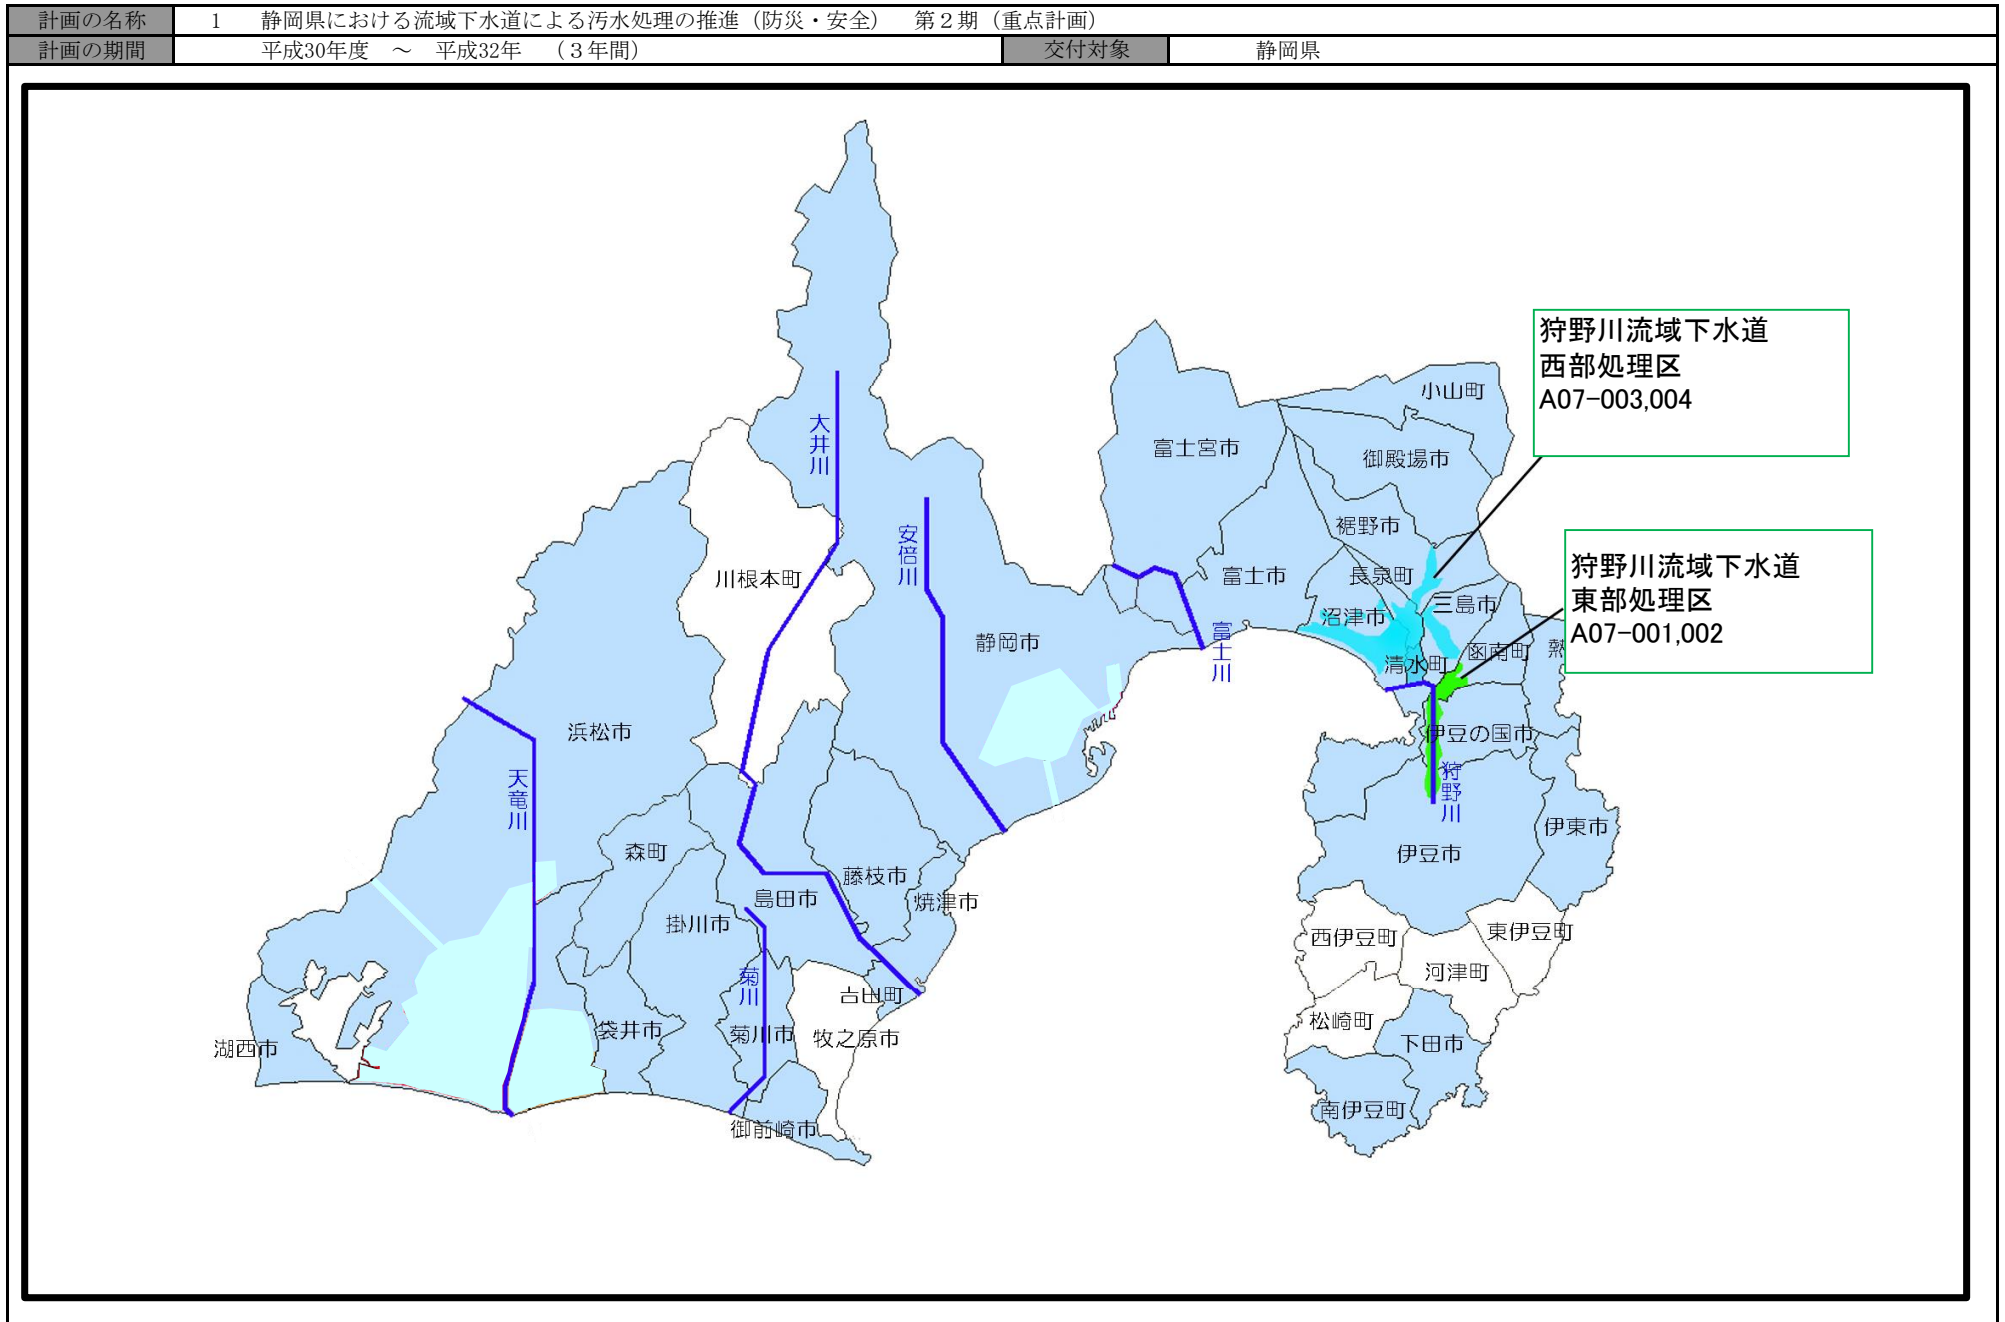 計画の名称 1 静岡県における流域下水道による汚水処理の推進（防災・安全） 第２期（重点計画）
計画の期間 平成30年度 ～ 平成32年 （３年間） 交付対象 静岡県
狩野川流域下水道
西部処理区
A07-003,004
小山町
大井川
富士宮市
御殿場市
裾野市
安倍川
狩野川流域下水道
東部処理区
A07-001,002
川根本町
富士市
長泉町
三島市
沼津市
静岡市
富士川
函南町
熱
清水町
浜松市
伊豆の国市
天竜川
狩野川
伊東市
森町
伊豆市
藤枝市
島田市
焼津市
掛川市
西伊豆町
東伊豆町
河津町
菊川
吉田町
松崎町
袋井市
菊川市
牧之原市
下田市
湖西市
南伊豆町
御前崎市